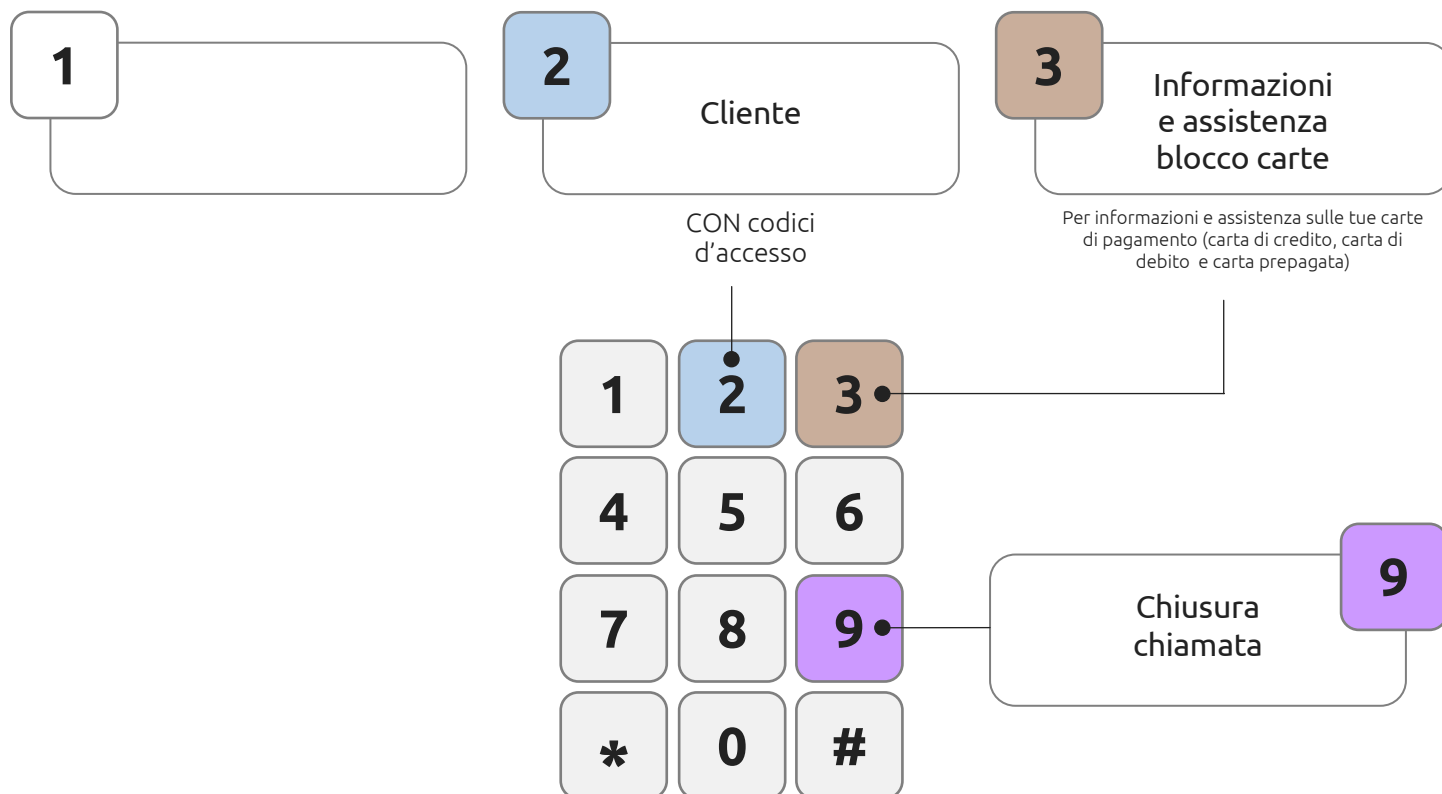 1
2
Cliente
CON codici
d’accesso
3
Informazioni
e assistenza
blocco carte
Per informazioni e assistenza sulle tue carte
di pagamento (carta di credito, carta di
debito e carta prepagata)
1 2 3
4 5 6
7 8 9
* 0 #
9
Chiusura
chiamata